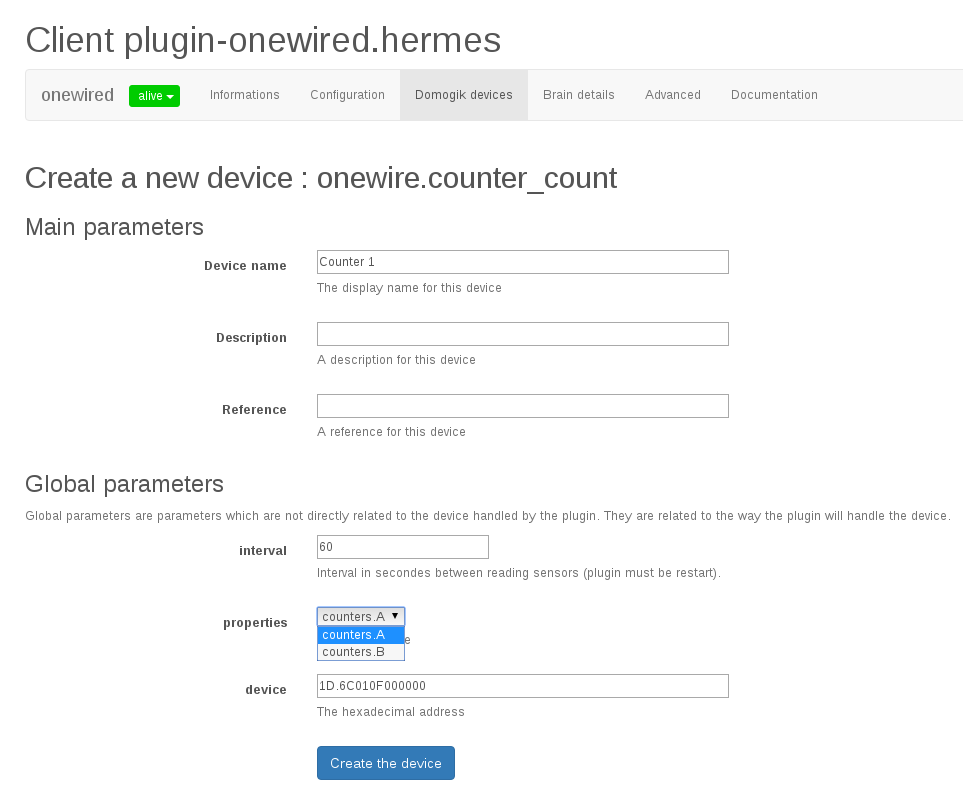 Client plugin-onewired.hermes
onewired alive Informations Configuration Domogik devices Brain details Advanced Documentation
Create a new device : onewire.counter_count
Main parameters
Device name Counter 1
The display name for this device
Description
A description for this device
Reference
A reference for this device
Global parameters
Global parameters are parameters which are not directly related to the device handled by the plugin. They are related to the way the plugin will handle the device.
interval 60
Interval in secondes between reading sensors (plugin must be restart).
properties counters.A
counters.A
counters.B
device 1D.6C010F000000
The hexadecimal address
Create the device